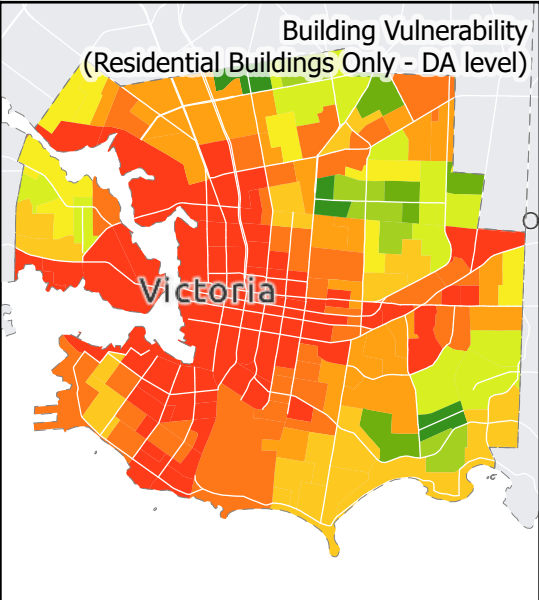 Building Vulnerability
(Residential Buildings Only - DA level)
O
Victoria